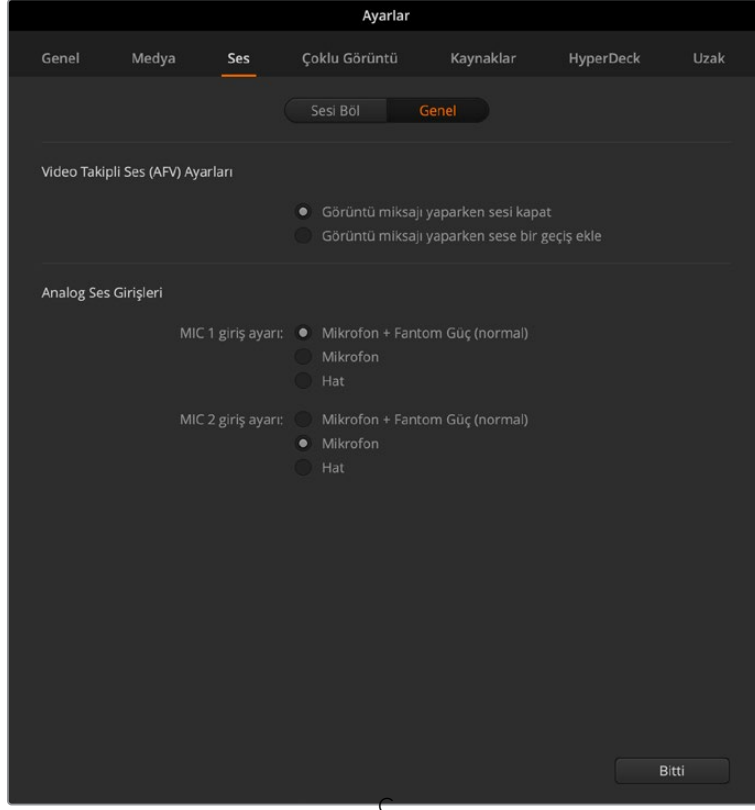 Ayarlar
Genel Medya Ses Çoklu Görüntü Kaynaklar HyperDeck Uzak
Sesi Böl Genel
Video Takipli Ses (AFV) Ayarları
Görüntü miksajı yaparken sesi kapat
Görüntü miksajı yaparken sese bir geçiş ekle
Analog Ses Girişleri
MIC 1 giriş ayarı: Mikrofon + Fantom Güç (normal)
Mikrofon
Hat
MIC 2 giriş ayarı: Mikrofon + Fantom Güç (normal)
Mikrofon
Hat
Bitti